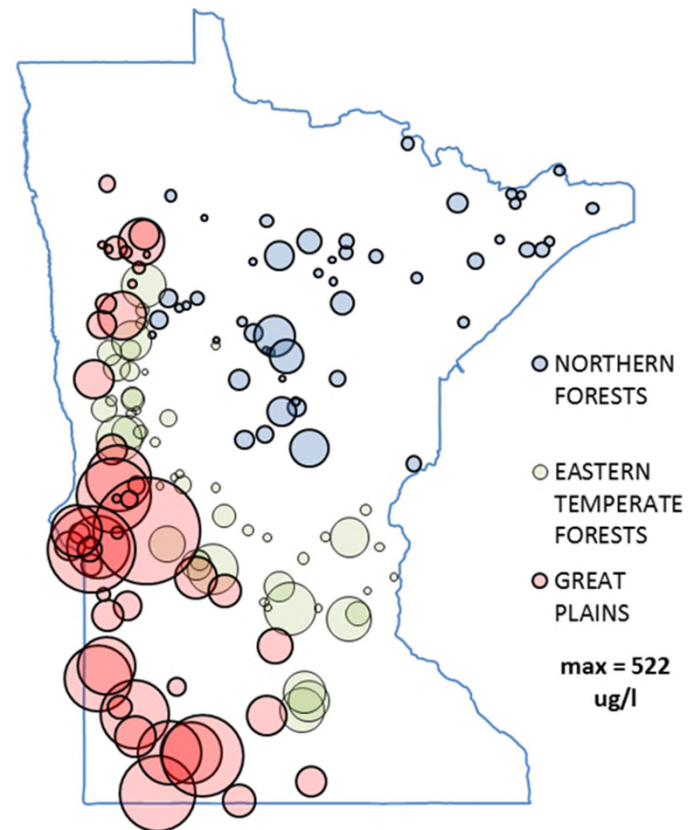 NORTHERN
FORESTS
EASTERN
TEMPERATE
FORESTS
GREAT
PLAINS
max = 522
ug/l